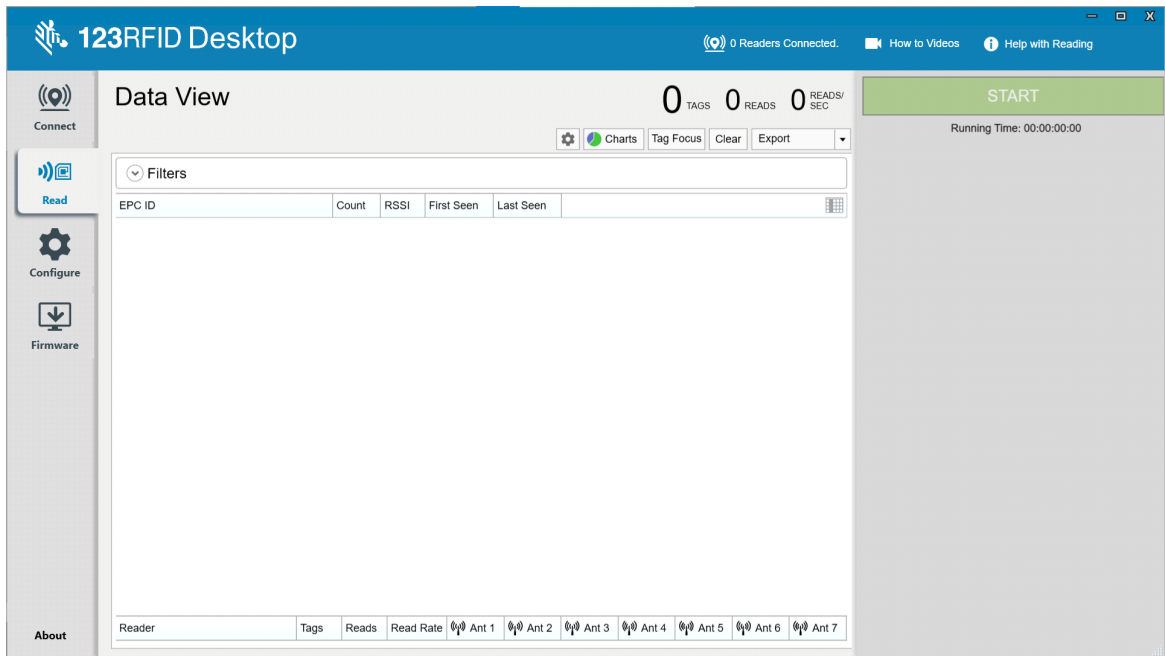 123RFID Desktop
0 Readers Connected.
How to Videos
Help with Reading
Connect
Read
Configure
Firmware
About
Data View
0 TAGS 0 READS 0 READS/
SEC
Charts
Tag Focus
Clear
Export
Filters
EPC ID Count RSSI First Seen Last Seen
Reader Tags Reads Read Rate Ant 1 Ant 2 Ant 3 Ant 4 Ant 5 Ant 6 Ant 7
START
Running Time: 00:00:00:00